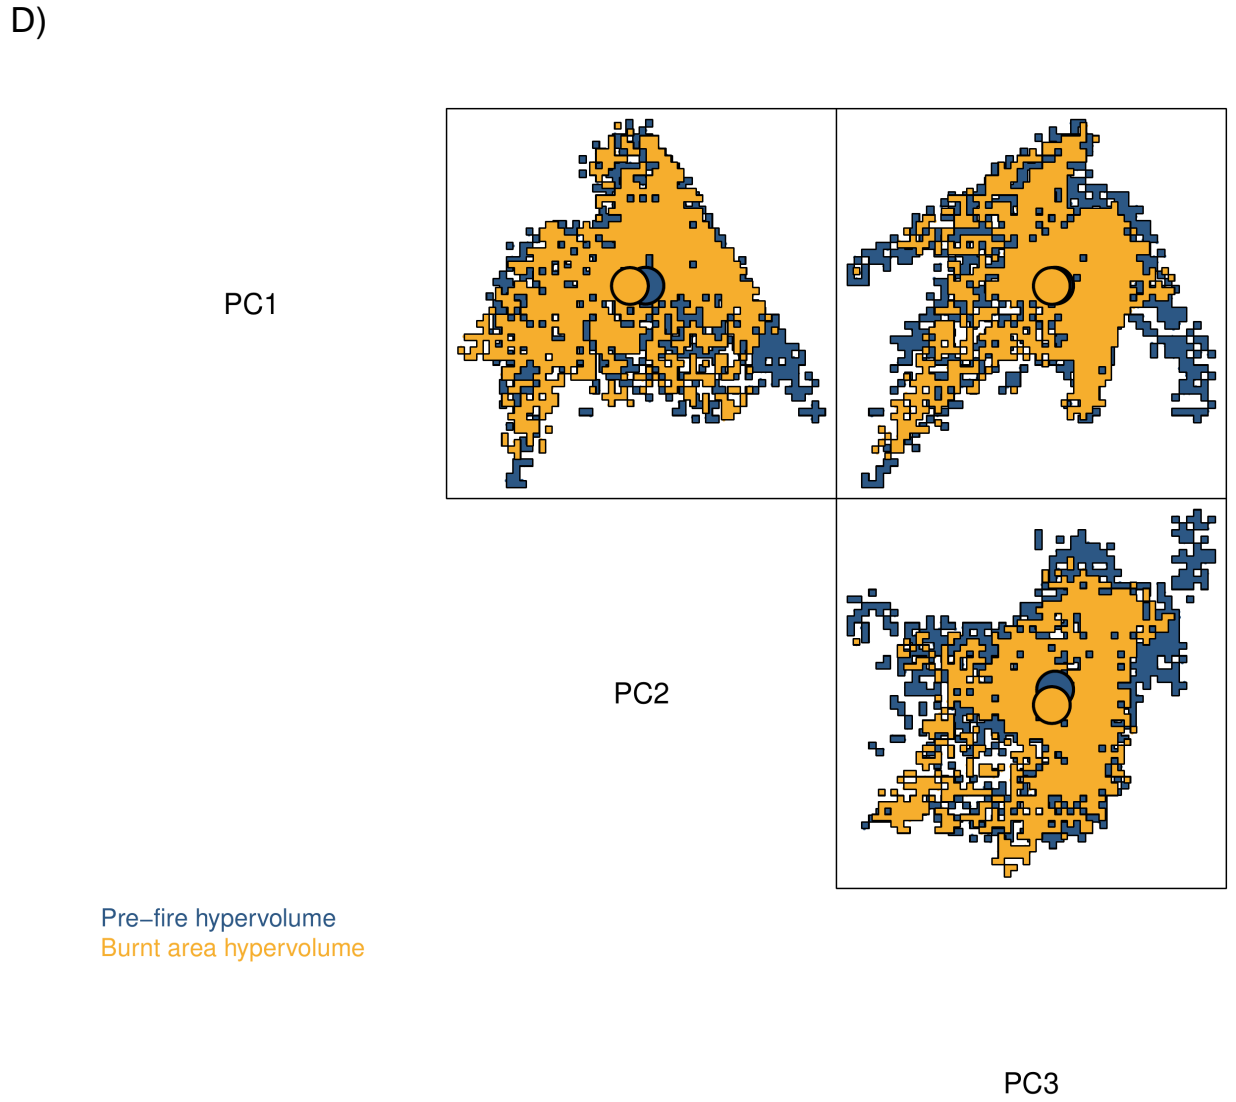 D)
PC1
PC2
Pre−fire hypervolume
Burnt area hypervolume
PC3